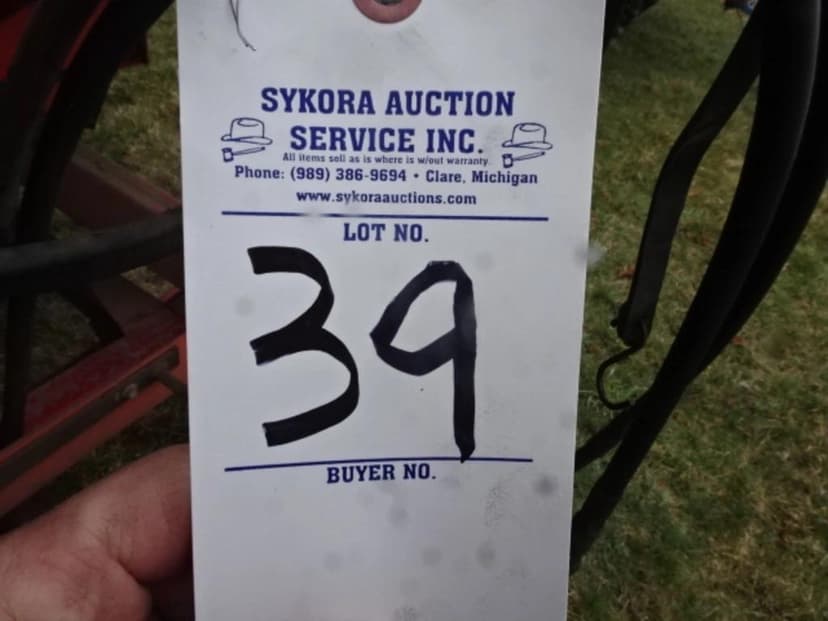 SYKORA AUCTION
SERVICE INC.
All items sell as is where is w/out warranty
Phone: (989) 386-9694 • Clare, Michigan
www.sykoraauctions.com
LOT NO.
39
BUYER NO.